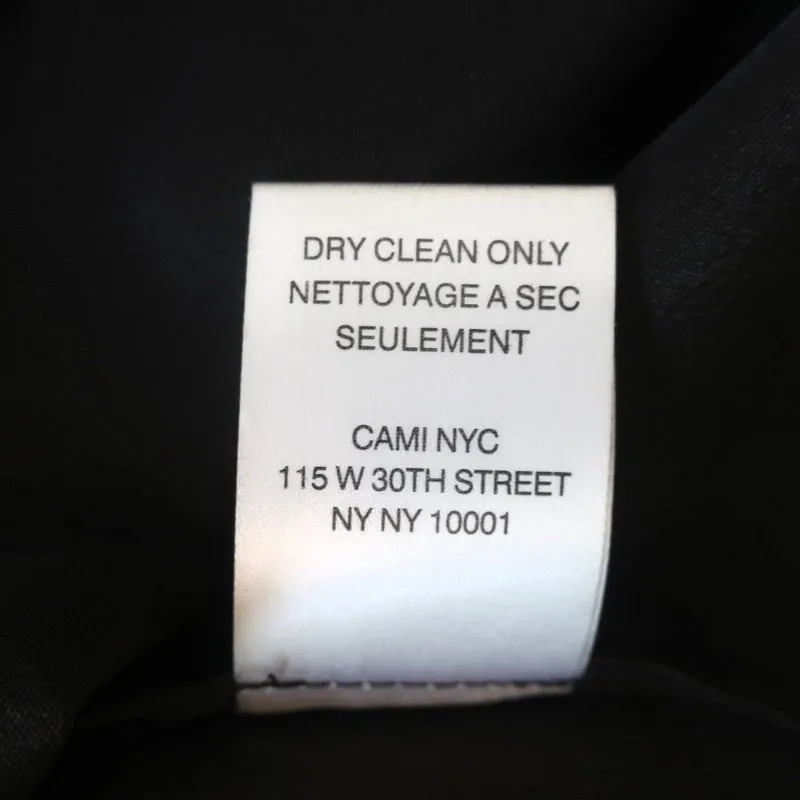 DRY CLEAN ONLY
NETTOYAGE A SEC
SEULEMENT
CAMI NYC
115 W 30TH STREET
NY NY 10001